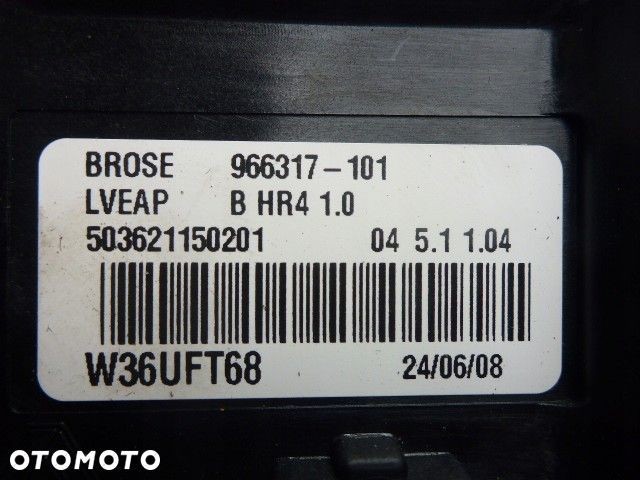 BROSE 966317-101
LVEAP B HR4 1.0
503621150201 04 5.1 1.04
W36UFT68 24/06/08
OTOMOTO